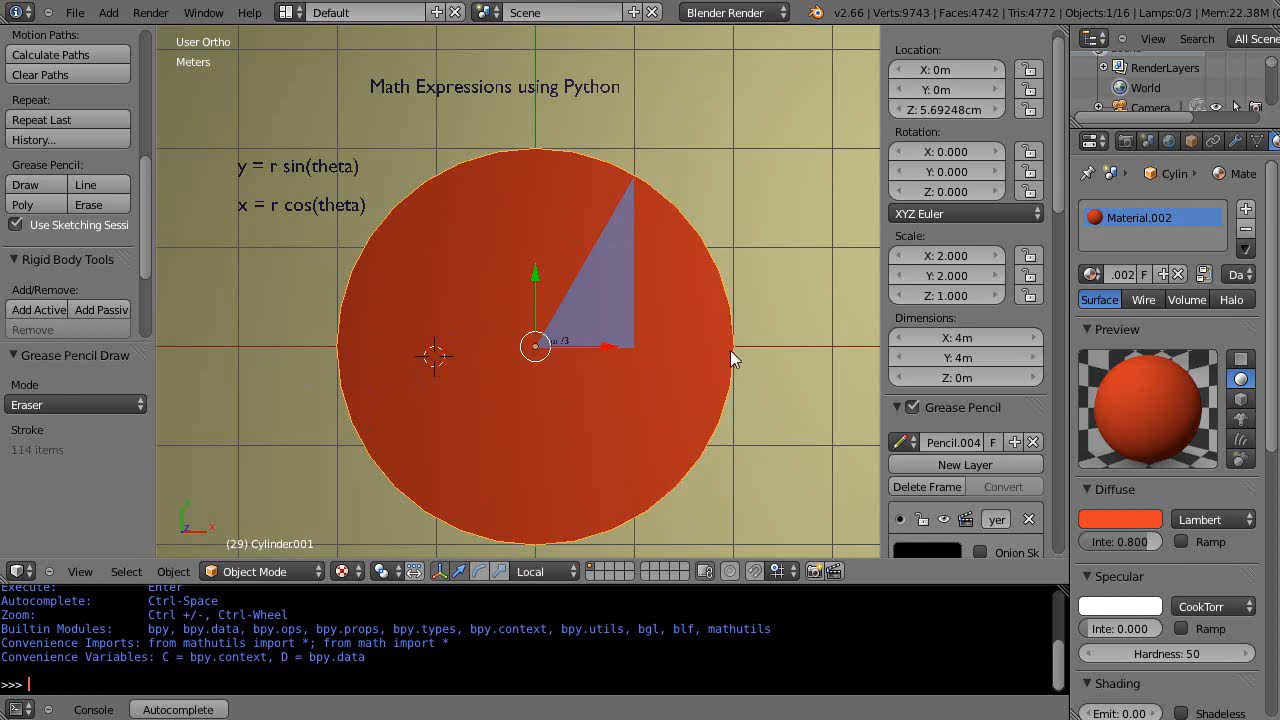 File Add Render Window Help Default Scene Blender Render v2.66 | Verts:9743 | Faces:4742 | Tris:4772 | Objects:1/16 | Lamps:0/3 | Mem:22.38M
Motion Paths:
Calculate Paths
Clear Paths
Repeat:
Repeat Last
History...
Grease Pencil:
Draw Line
Poly Erase
Use Sketching Sessi
Rigid Body Tools
Add/Remove:
Add Active Add Passiv
Remove
Grease Pencil Draw
Mode
Eraser
Stroke
114 items
User Ortho
Meters
Math Expressions using Python
y = r sin(theta)
x = r cos(theta)
/3
Y
Z X
(29) Cylinder.001
Location:
X: 0m
Y: 0m
Z: 5.69248cm
Rotation:
X: 0.000
Y: 0.000
Z: 0.000
XYZ Euler
Scale:
X: 2.000
Y: 2.000
Z: 1.000
Dimensions:
X: 4m
Y: 4m
Z: 0m
Grease Pencil
Pencil.004 F
New Layer
Delete Frame Convert
yer
Onion Sk
View Search All Scene
RenderLayers
World
Camera
Cylin Mate
Material.002
.002 F Da
Surface Wire Volume Halo
Preview
Diffuse
Lambert
Inte: 0.800 Ramp
Specular
CookTorr
Inte: 0.000 Ramp
Hardness: 50
Shading
Emit: 0.00 Shadeless
View Select Object Object Mode Local
Execute: Enter
Autocomplete: Ctrl-Space
Zoom: Ctrl +/-, Ctrl-Wheel
Builtin Modules: bpy, bpy.data, bpy.ops, bpy.props, bpy.types, bpy.context, bpy.utils, bgl, blf, mathutils
Convenience Imports: from mathutils import *; from math import *
Convenience Variables: C = bpy.context, D = bpy.data
>>>
Console Autocomplete